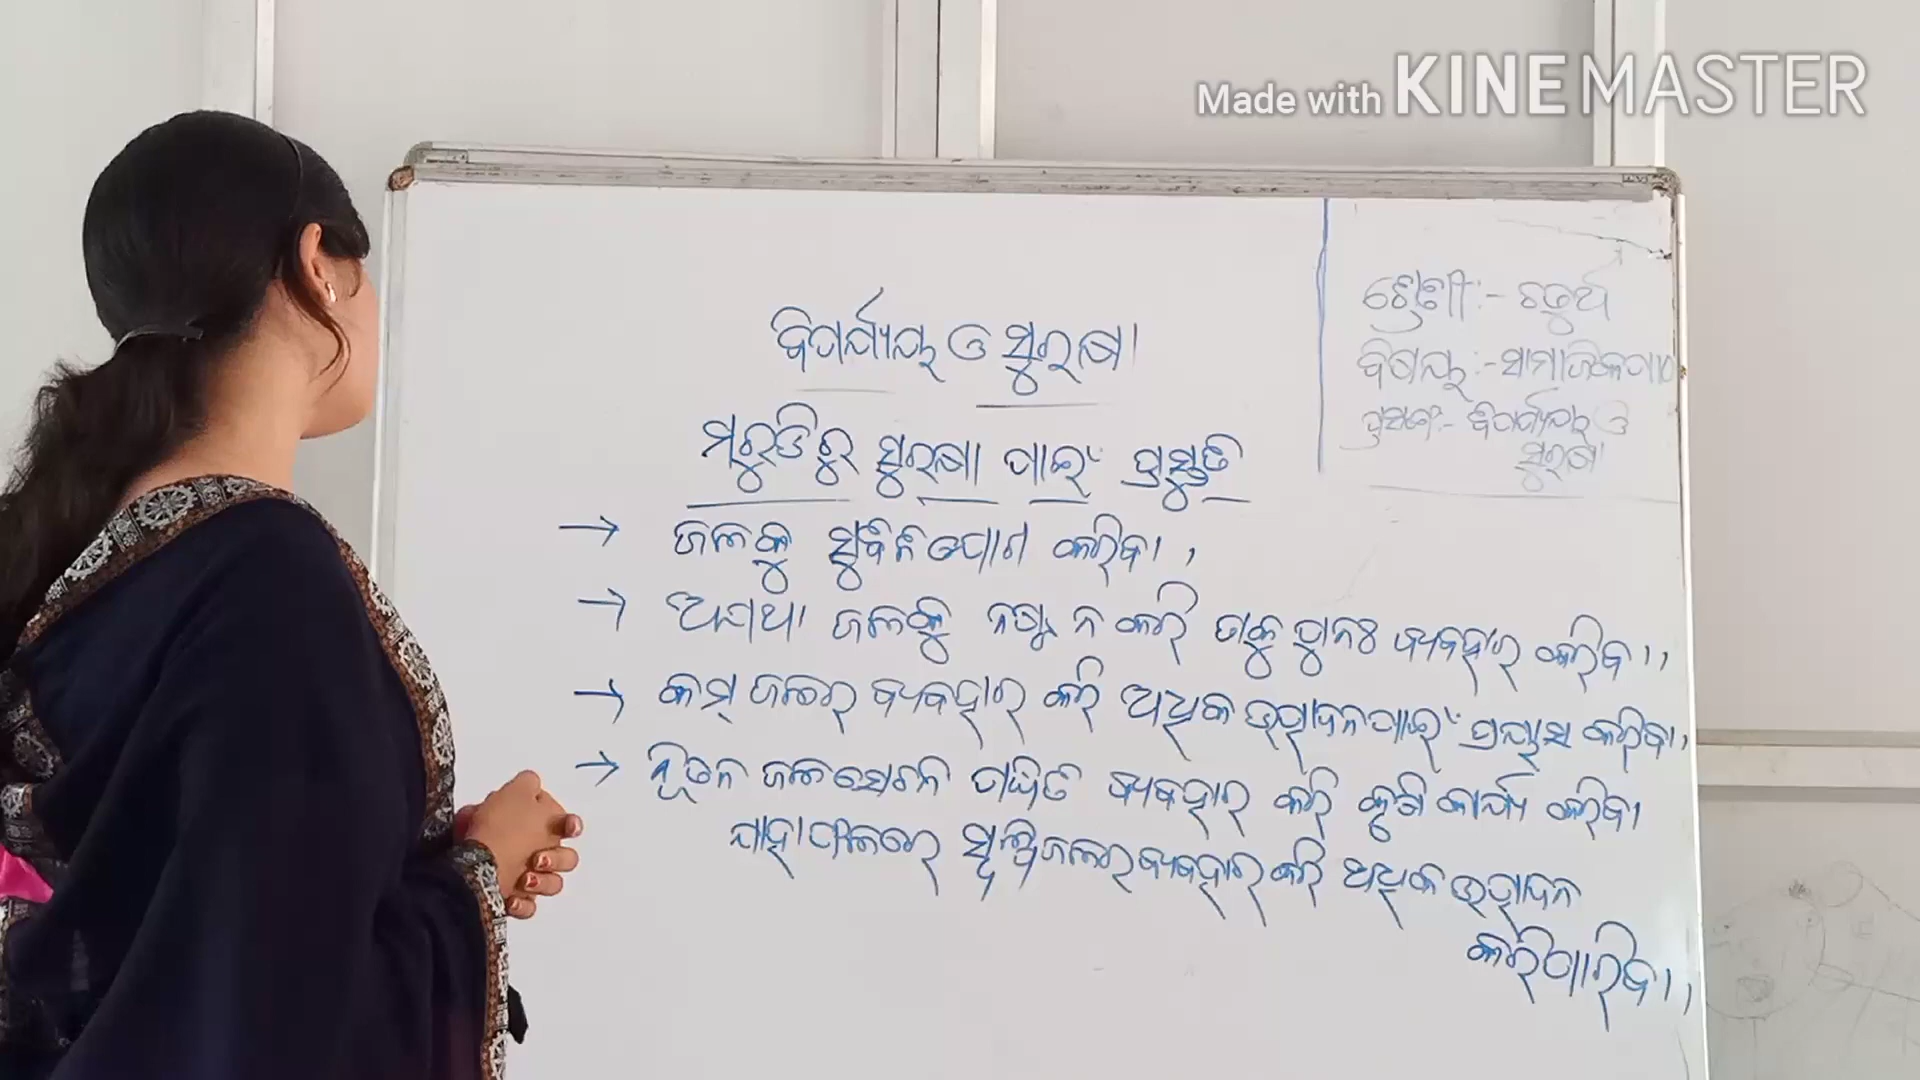 Made with KINEMASTER
ଶ୍ରେଣୀ:- ଚତୁର୍ଥ
ବିଷୟ:- ସାମାଜିକପାଠ
ପ୍ରସଙ୍ଗ:- ବିପର୍ଯ୍ୟୟ ଓ
ସୁରକ୍ଷା
ବିପର୍ଯ୍ୟୟ ଓ ସୁରକ୍ଷା
ମରୁଡିରୁ ସୁରକ୍ଷା ପାଇଁ ପ୍ରସ୍ତୁତି
→ ଜଳକୁ ସୁବିନିଯୋଗ କରିବା ।
→ ଅଯଥା ଜଳକୁ ନଷ୍ଟ ନ କରି ତାକୁ ପୁନଃ ବ୍ୟବହାର କରିବା ।
→ କମ୍ ଜଳରେ ବ୍ୟବହାର କରି ଅଧିକ ଉତ୍ପାଦନ ପାଇଁ ପ୍ରୟାସ କରିବା ।
→ ନୂତନ ଜଳସେଚନ ପଦ୍ଧତି ବ୍ୟବହାର କରି କୃଷି କାର୍ଯ୍ୟ କରିବା
ଯାହାଫଳରେ ସ୍ୱଳ୍ପ ଜଳର ବ୍ୟବହାର କରି ଅଧିକ ଉତ୍ପାଦନ
କରିପାରିବା ।